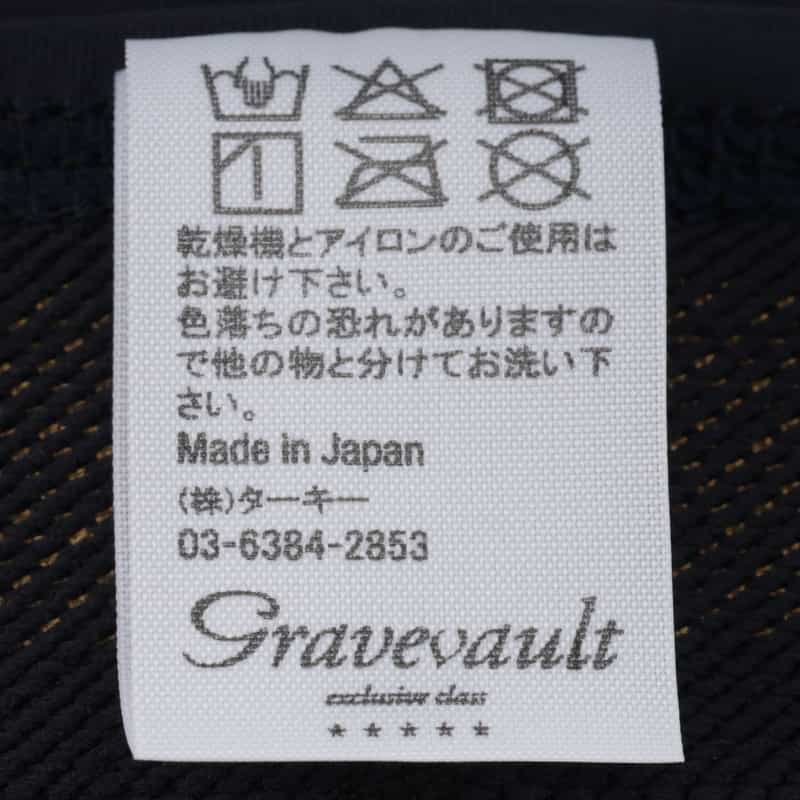 乾燥機とアイロンのご使用は
お避け下さい。
色落ちの恐れがありますの
で他の物と分けてお洗い下
さい。
Made in Japan
(株)ターキー
03-6384-2853
Gravevault
exclusive class
★★★★★